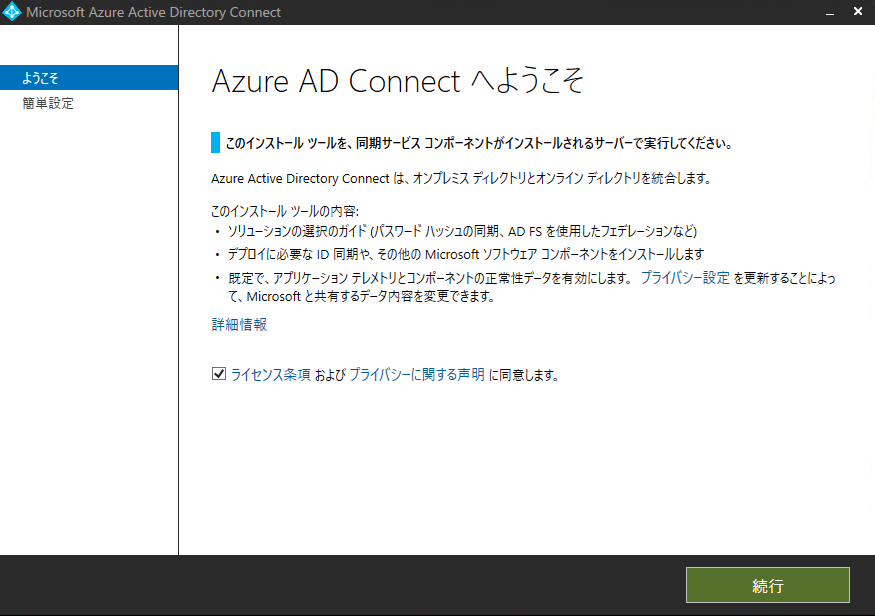 Microsoft Azure Active Directory Connect
ようこそ
簡単設定
Azure AD Connect へようこそ
このインストール ツールを、同期サービス コンポーネントがインストールされるサーバーで実行してください。
Azure Active Directory Connect は、オンプレミス ディレクトリとオンライン ディレクトリを統合します。
このインストール ツールの内容:
・ ソリューションの選択のガイド (パスワード ハッシュの同期、AD FS を使用したフェデレーションなど)
・ デプロイに必要な ID 同期や、その他の Microsoft ソフトウェア コンポーネントをインストールします
・ 既定で、アプリケーション テレメトリとコンポーネントの正常性データを有効にします。 プライバシー設定 を更新することによっ
て、Microsoft と共有するデータ内容を変更できます。
詳細情報
ライセンス条項 および プライバシーに関する声明 に同意します。
続行